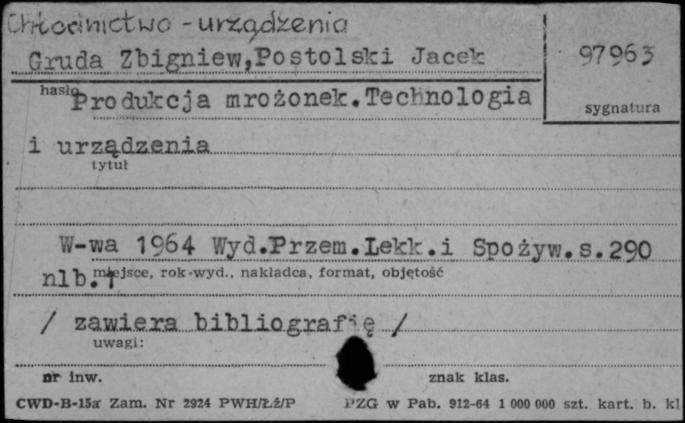 Chłodnictwo - urządzenia
Gruda Zbigniew,Postolski Jacek
97963
hasło
Produkcja mrożonek.Technologia
sygnatura
i urządzenia
tytuł
W-wa 1964 Wyd.Przem.Lekk.i Spożyw.s.290
miejsce, rok wyd., nakładca, format, objętość
nlb.1
/ zawiera bibliografię /
uwagi:
nr inw.
znak klas.
CWD-B-15a Zam. Nr 2924 PWH/Łż/P
PZG w Pab. 912-64 1 000 000 szt. kart. b. kl